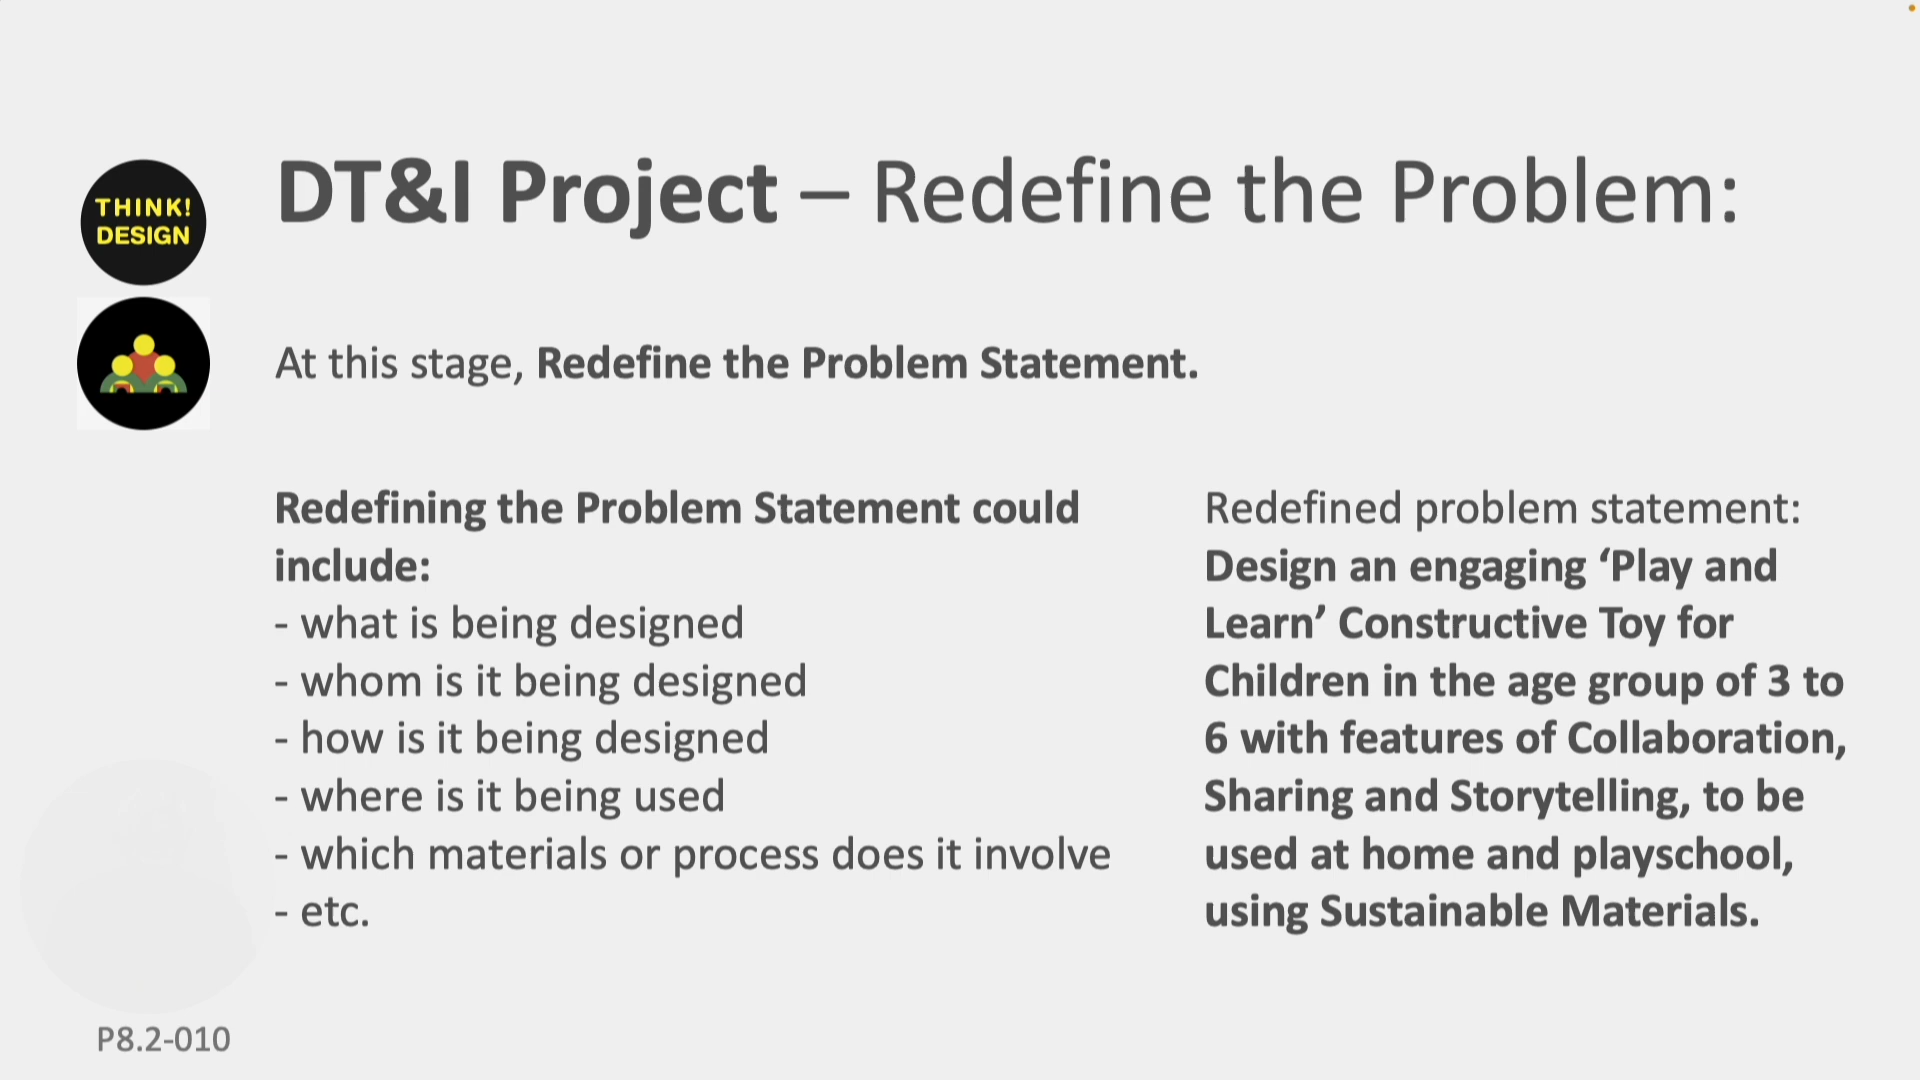 THINK!
DESIGN
DT&I Project – Redefine the Problem:
At this stage, Redefine the Problem Statement.
Redefining the Problem Statement could
include:
- what is being designed
- whom is it being designed
- how is it being designed
- where is it being used
- which materials or process does it involve
- etc.
Redefined problem statement:
Design an engaging ‘Play and
Learn’ Constructive Toy for
Children in the age group of 3 to
6 with features of Collaboration,
Sharing and Storytelling, to be
used at home and playschool,
using Sustainable Materials.
P8.2-010